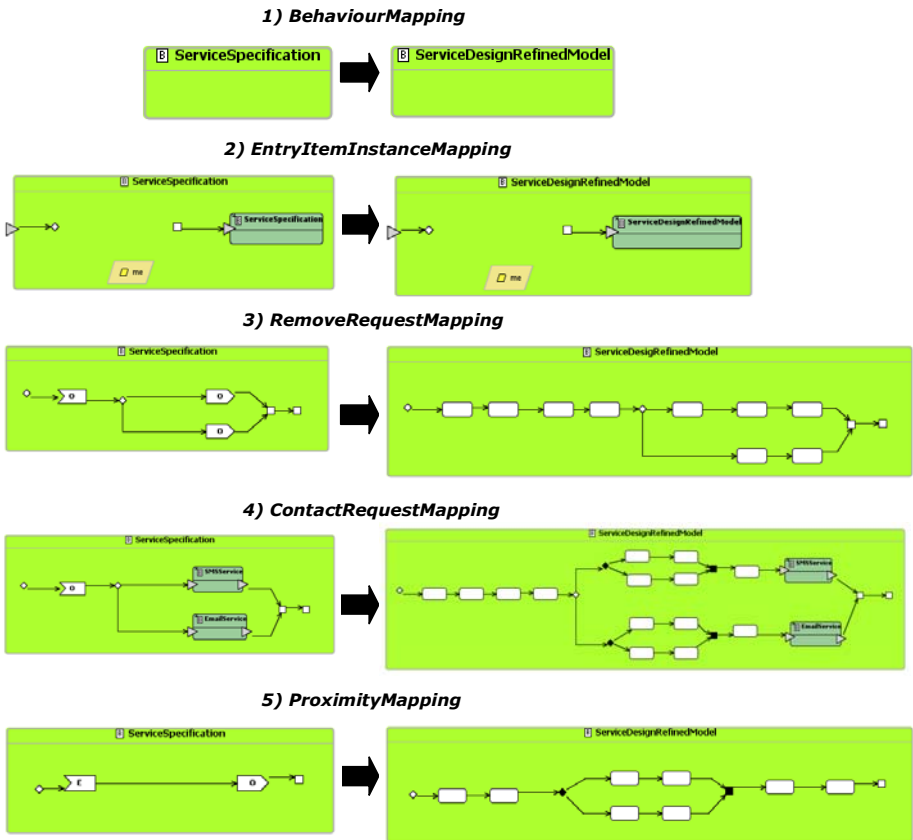 1) BehaviourMapping
B ServiceSpecification
B ServiceDesignRefinedModel
2) EntryItemInstanceMapping
B ServiceSpecification
B ServiceDesignRefinedModel
ServiceSpecification
ServiceDesignRefinedModel
me
me
3) RemoveRequestMapping
B ServiceSpecification
B ServiceDesigRefinedModel
O
O
O
4) ContactRequestMapping
B ServiceSpecification
B ServiceDesignRefinedModel
SMSService
SMSService
O
EmailService
EmailService
5) ProximityMapping
B ServiceSpecification
B ServiceDesignRefinedModel
E
O